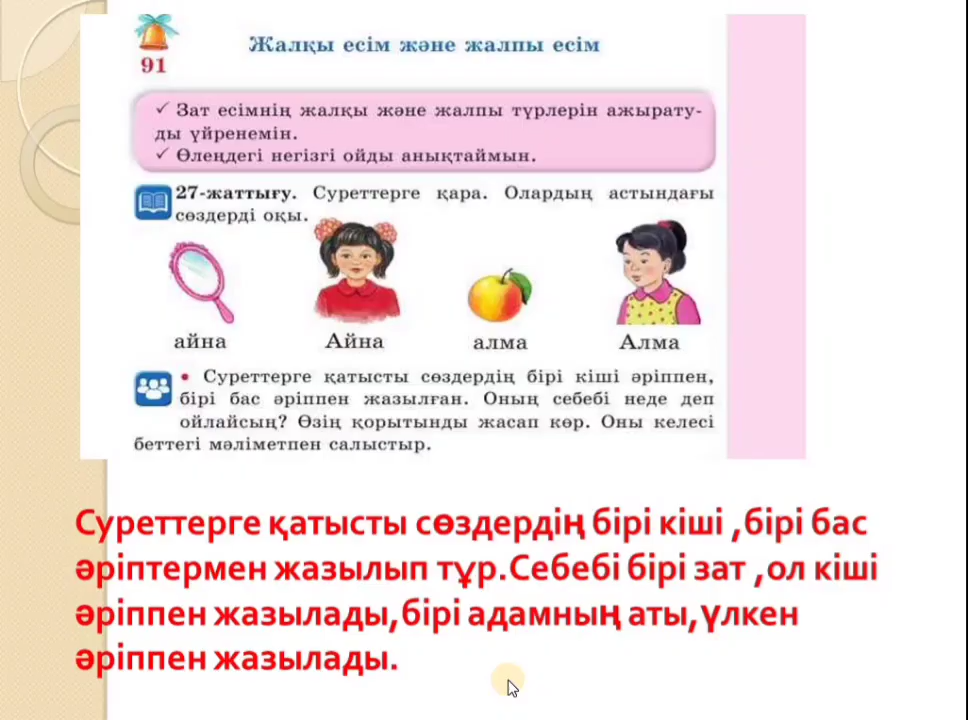 Жалқы есім және жалпы есім
91
✓ Зат есімнің жалқы және жалпы түрлерін ажырату-
ды үйренемін.
✓ Өлеңдегі негізгі ойды анықтаймын.
27-жаттығу. Суреттерге қара. Олардың астындағы
сөздерді оқы.
айна Айна алма Алма
• Суреттерге қатысты сөздердің бірі кіші әріппен,
бірі бас әріппен жазылған. Оның себебі неде деп
ойлайсың? Өзің қорытынды жасап көр. Оны келесі
беттегі мәліметпен салыстыр.
Суреттерге қатысты сөздердің бірі кіші ,бірі бас
әріптермен жазылып тұр.Себебі бірі зат ,ол кіші
әріппен жазылады,бірі адамның аты,үлкен
әріппен жазылады.